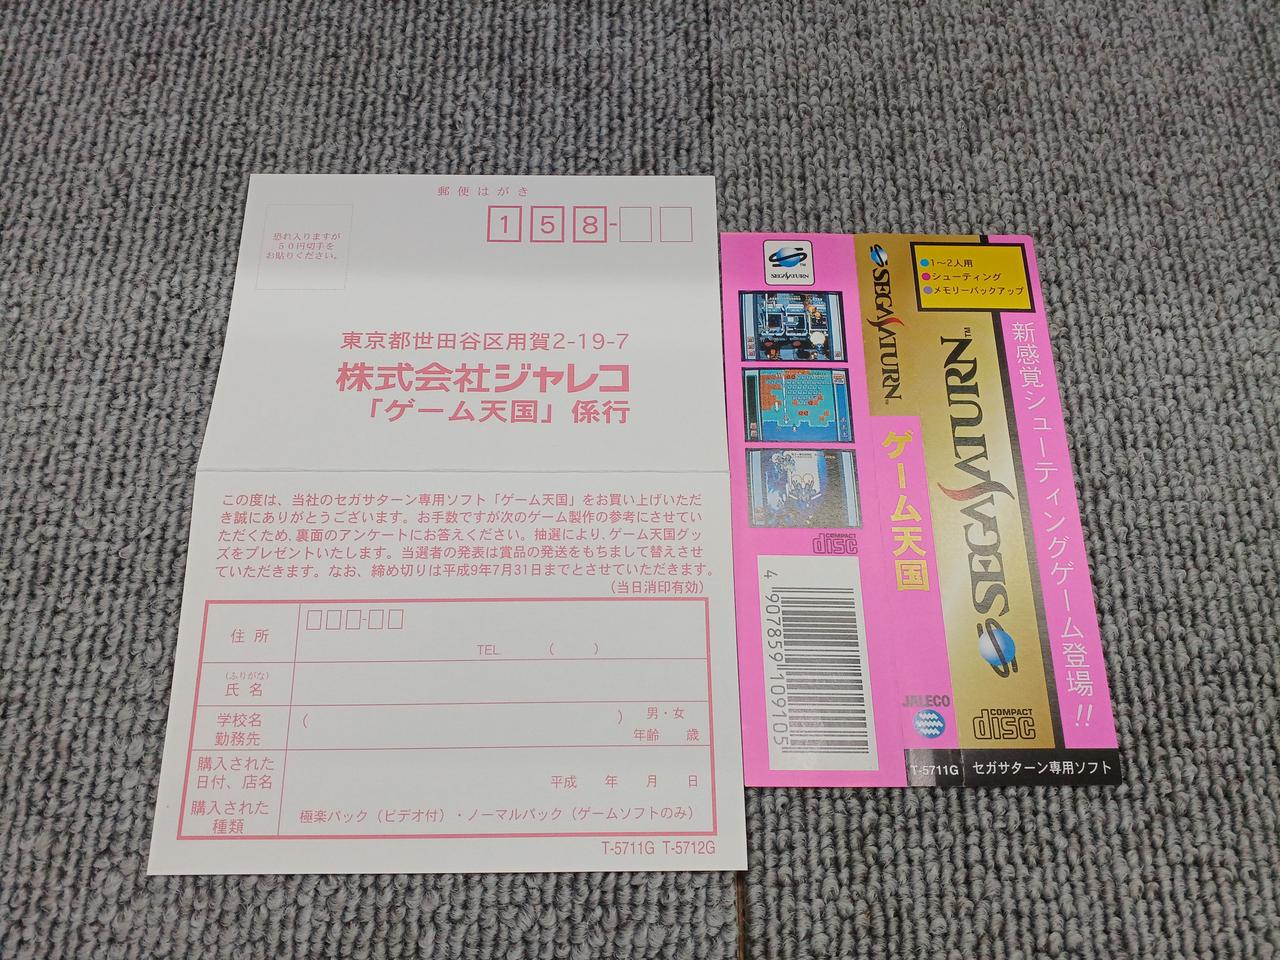 郵便はがき
恐れ入りますが
50円切手を
お貼りください。
158-
東京都世田谷区用賀2-19-7
株式会社ジャレコ
「ゲーム天国」係行
この度は、当社のセガサターン専用ソフト「ゲーム天国」をお買い上げいただ
き誠にありがとうございます。お手数ですが次のゲーム製作の参考にさせてい
ただくため、裏面のアンケートにお答えください。抽選により、ゲーム天国グッ
ズをプレゼントいたします。当選者の発表は賞品の発送をもちまして替えさせ
ていただきます。なお、締め切りは平成9年7月31日までとさせていただきます。
(当日消印有効)
住所
TEL. ( )
(ふりがな)
氏名
学校名
勤務先
( ) 男・女
年齢 歳
購入された
日付、店名
平成 年 月 日
購入された
種類
極楽パック(ビデオ付)・ノーマルパック(ゲームソフトのみ)
T-5711G T-5712G
SEGA SATURN
TM
COMPACT
disc
4 907859 109105
SEGA SATURN
TM
ゲーム天国
JALECO
T-5711G
●1〜2人用
●シューティング
●メモリーバックアップ
SEGA SATURN
TM
COMPACT
disc
新感覚シューティングゲーム登場!!
セガサターン専用ソフト